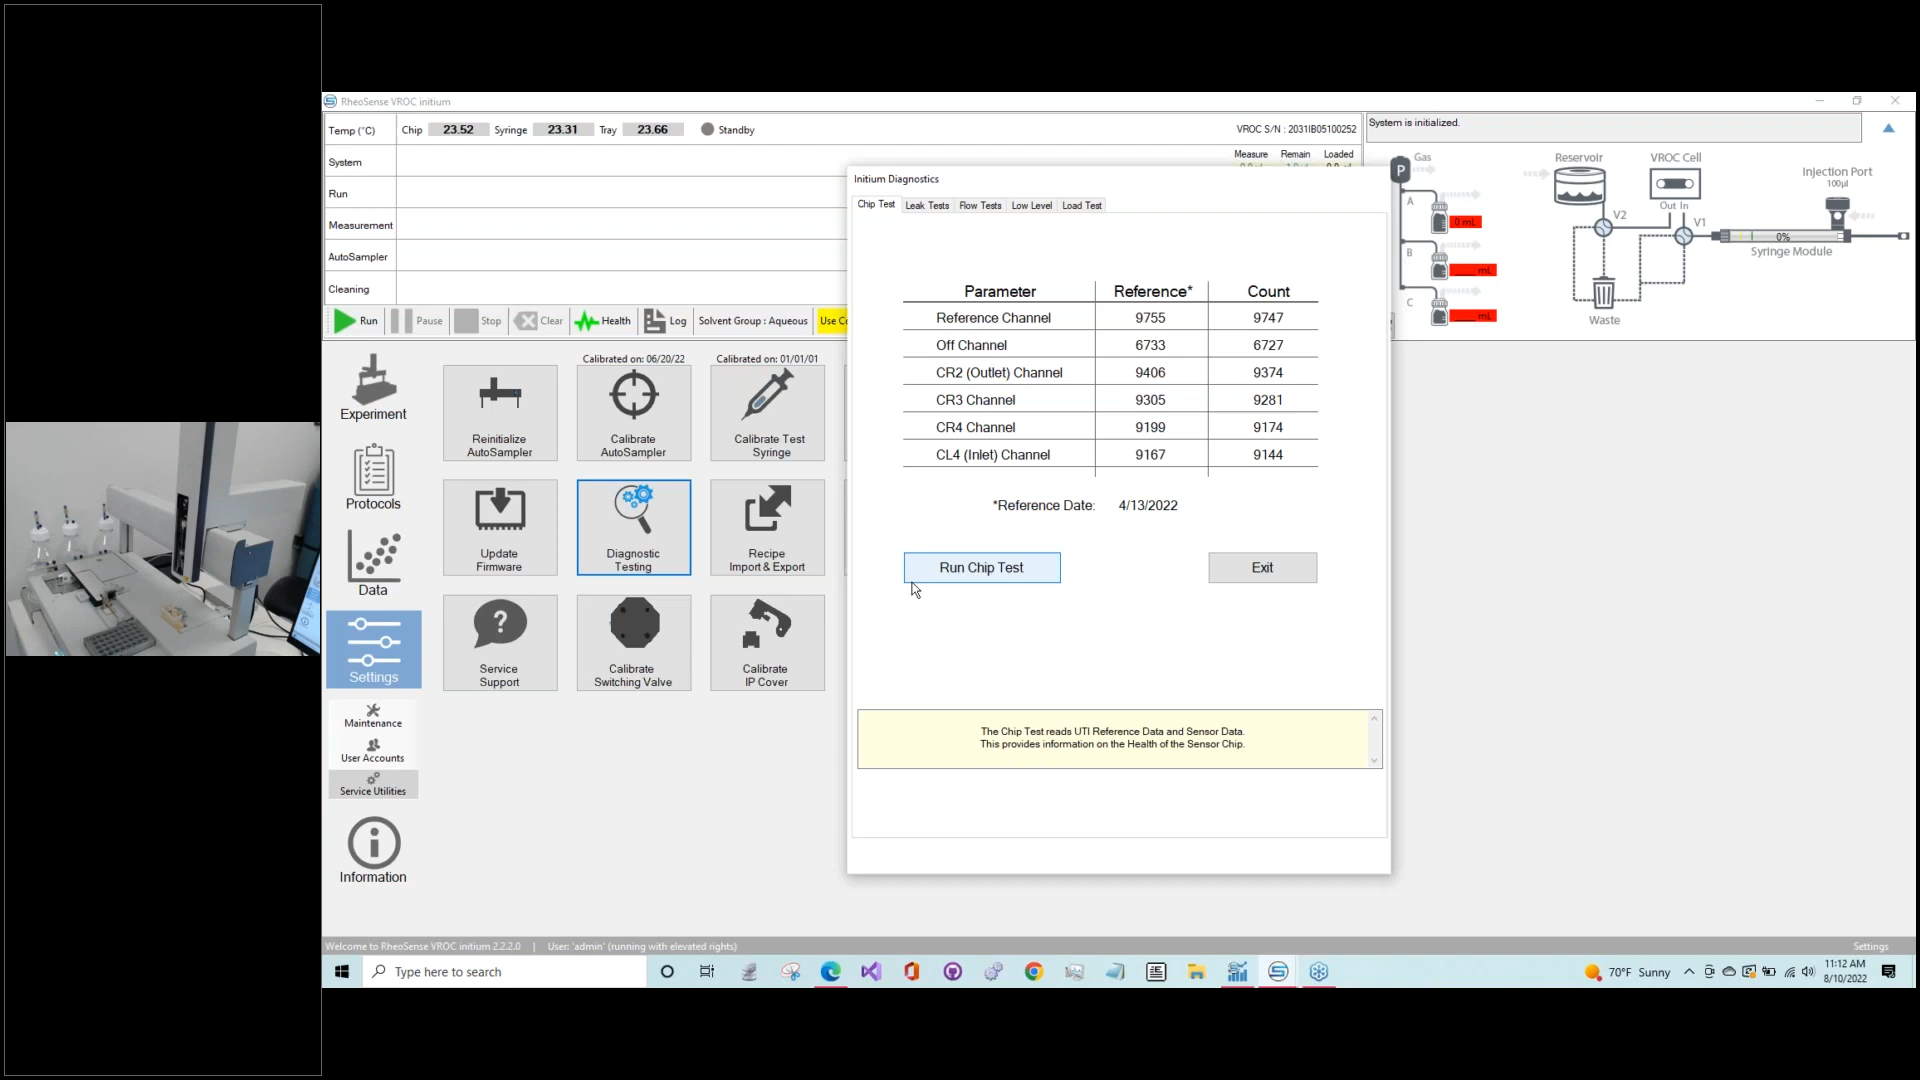 RheoSense VROC initium
Temp (°C) Chip 23.52 Syringe 23.31 Tray 23.66 Standby VROC S/N : 2031IB05100252
System is initialized.
Measure Remain Loaded
System
Run
Measurement
AutoSampler
Cleaning
Run Pause Stop Clear Health Log Solvent Group : Aqueous Use Co
Gas
P
A
0 mL
B
mL
C
mL
Reservoir
VROC Cell
Injection Port
100µl
Out In
V2
V1
0%
Syringe Module
Waste
Experiment
Protocols
Data
Settings
Maintenance
User Accounts
Service Utilities
Information
Calibrated on: 06/20/22 Calibrated on: 01/01/01
Reinitialize
AutoSampler
Calibrate
AutoSampler
Calibrate Test
Syringe
Update
Firmware
Diagnostic
Testing
Recipe
Import & Export
?
Service
Support
Calibrate
Switching Valve
Calibrate
IP Cover
Initium Diagnostics
Chip Test Leak Tests Flow Tests Low Level Load Test
Parameter Reference* Count
Reference Channel 9755 9747
Off Channel 6733 6727
CR2 (Outlet) Channel 9406 9374
CR3 Channel 9305 9281
CR4 Channel 9199 9174
CL4 (Inlet) Channel 9167 9144
*Reference Date: 4/13/2022
Run Chip Test Exit
The Chip Test reads UTI Reference Data and Sensor Data.
This provides information on the Health of the Sensor Chip.
Welcome to RheoSense VROC initium 2.2.2.0 | User: 'admin' (running with elevated rights) Settings
Type here to search
70°F Sunny
11:12 AM
8/10/2022